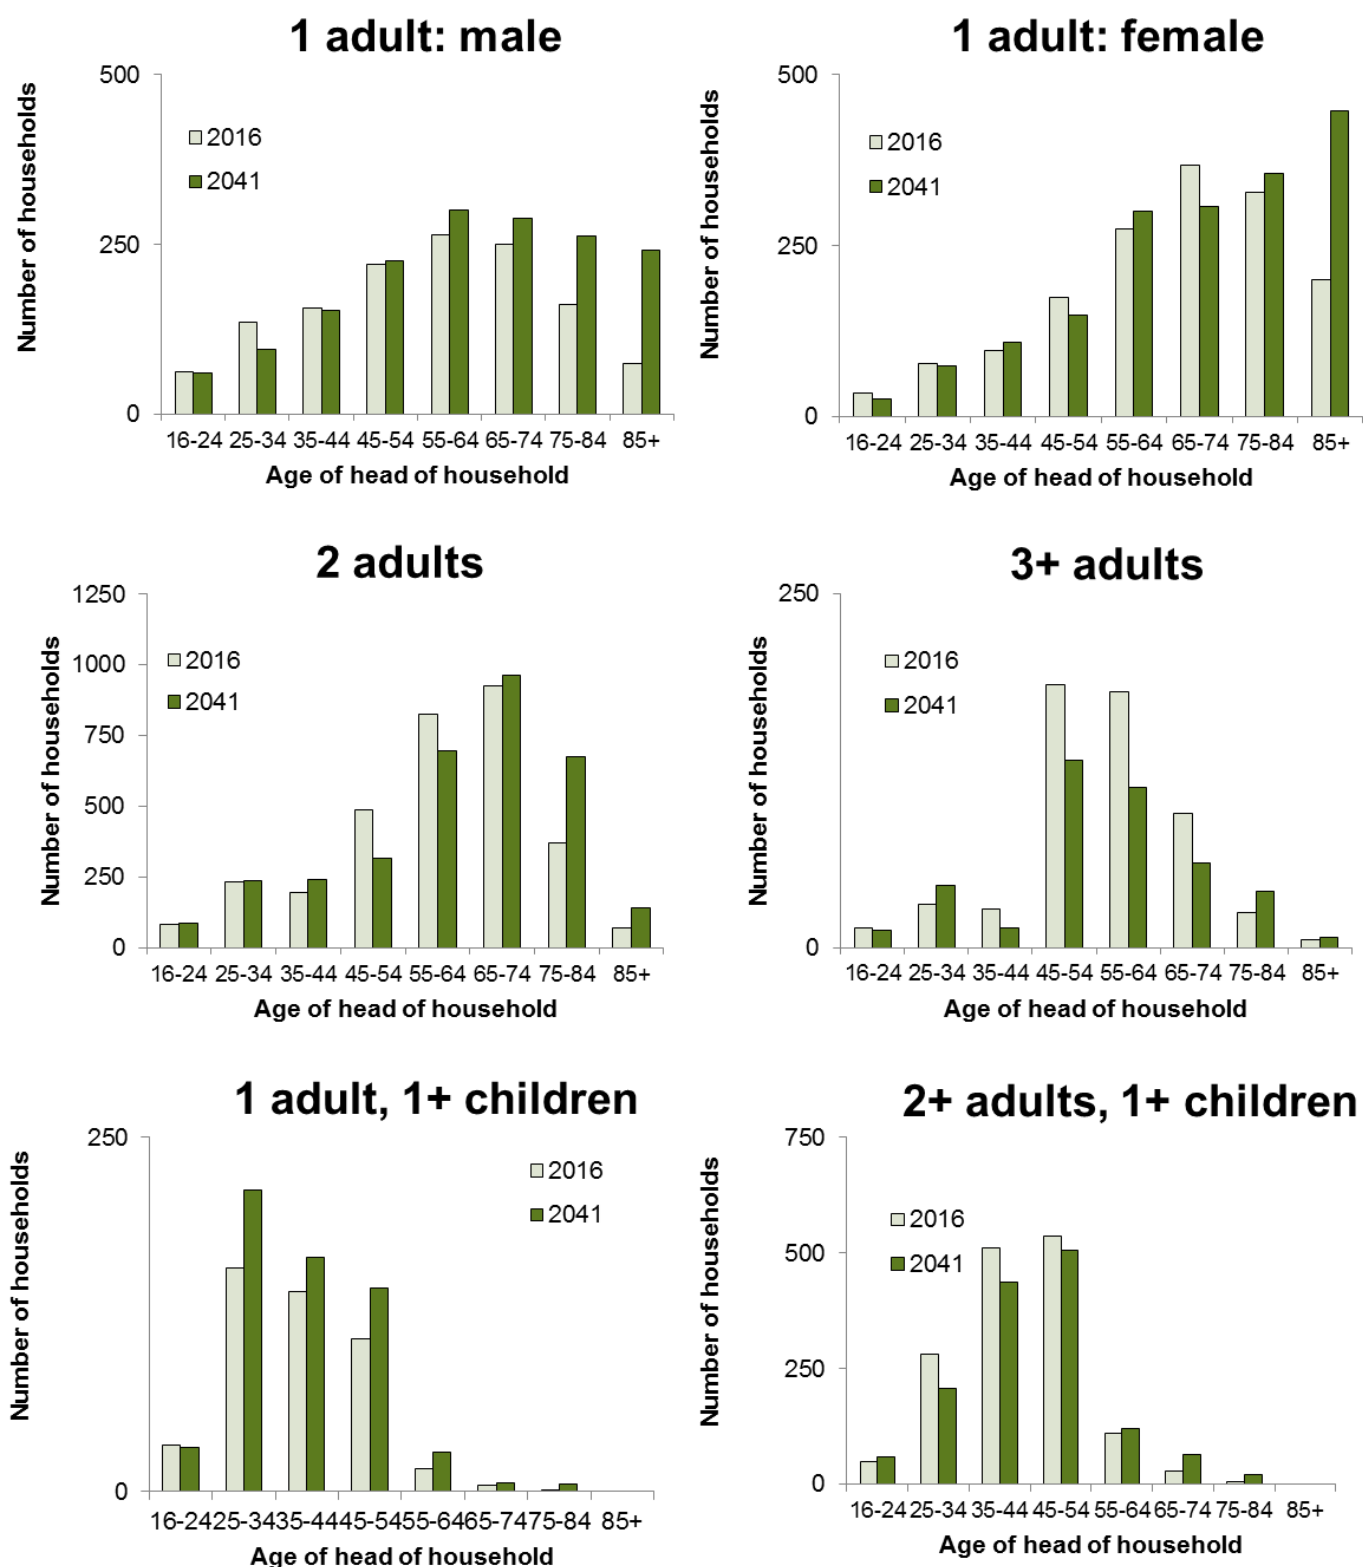 1 adult: male
500
Number of households
2016
2041
250
0
16-24 25-34 35-44 45-54 55-64 65-74 75-84 85+
Age of head of household
1 adult: female
500
Number of households
2016
2041
250
0
16-24 25-34 35-44 45-54 55-64 65-74 75-84 85+
Age of head of household
2 adults
1250
Number of households
1000
2016
2041
750
500
250
0
16-24 25-34 35-44 45-54 55-64 65-74 75-84 85+
Age of head of household
3+ adults
250
Number of households
2016
2041
0
16-24 25-34 35-44 45-54 55-64 65-74 75-84 85+
Age of head of household
1 adult, 1+ children
250
Number of households
2016
2041
0
16-24 25-34 35-44 45-54 55-64 65-74 75-84 85+
Age of head of household
2+ adults, 1+ children
750
Number of households
2016
500
2041
250
0
16-24 25-34 35-44 45-54 55-64 65-74 75-84 85+
Age of head of household